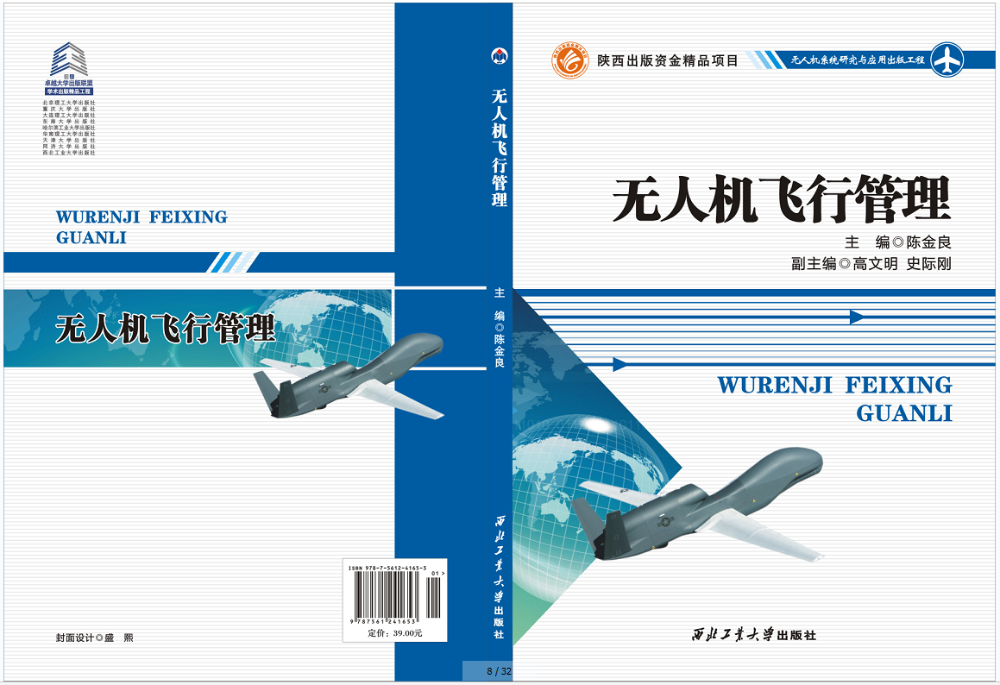 卓越大学出版联盟
学术出版精品工程
北京理工大学出版社
重庆大学出版社
大连理工大学出版社
东南大学出版社
哈尔滨工业大学出版社
华南理工大学出版社
天津大学出版社
同济大学出版社
西北工业大学出版社
WURENJI FEIXING
GUANLI
无人机飞行管理
封面设计◎盛 熙
ISBN 978-7-5612-4165-3
01>
9 787561 241653
定价：39.00元
无人机飞行管理
主 编◎陈金良
西北工业大学出版社
8 / 32
陕西出版资金精品项目
无人机系统研究与应用出版工程
无人机飞行管理
主 编◎陈金良
副主编◎高文明 史际刚
WURENJI FEIXING
GUANLI
西北工业大学出版社